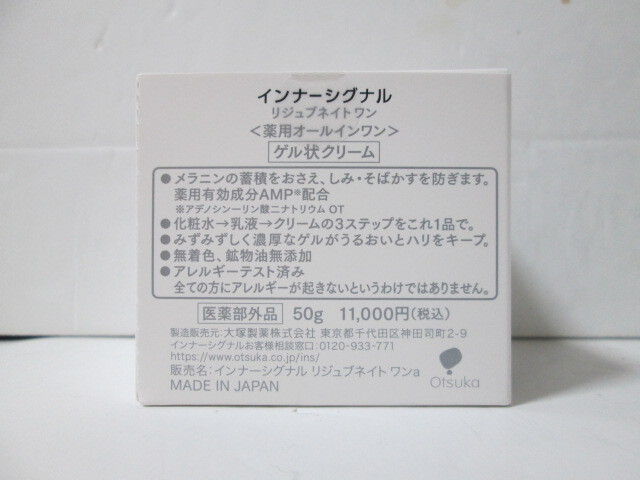 インナーシグナル
リジュブネイト ワン
<薬用オールインワン>
ゲル状クリーム
●メラニンの蓄積をおさえ、しみ・そばかすを防ぎます。
薬用有効成分AMP※配合
※アデノシン一リン酸二ナトリウム OT
●化粧水→乳液→クリームの3ステップをこれ1品で。
●みずみずしく濃厚なゲルがうるおいとハリをキープ。
●無着色、鉱物油無添加
●アレルギーテスト済み
全ての方にアレルギーが起きないというわけではありません。
医薬部外品 50g 11,000円(税込)
製造販売元:大塚製薬株式会社 東京都千代田区神田司町2-9
インナーシグナルお客様相談窓口:0120-933-771
https://www.otsuka.co.jp/ins/
販売名:インナーシグナル リジュブネイト ワンa
MADE IN JAPAN
Otsuka